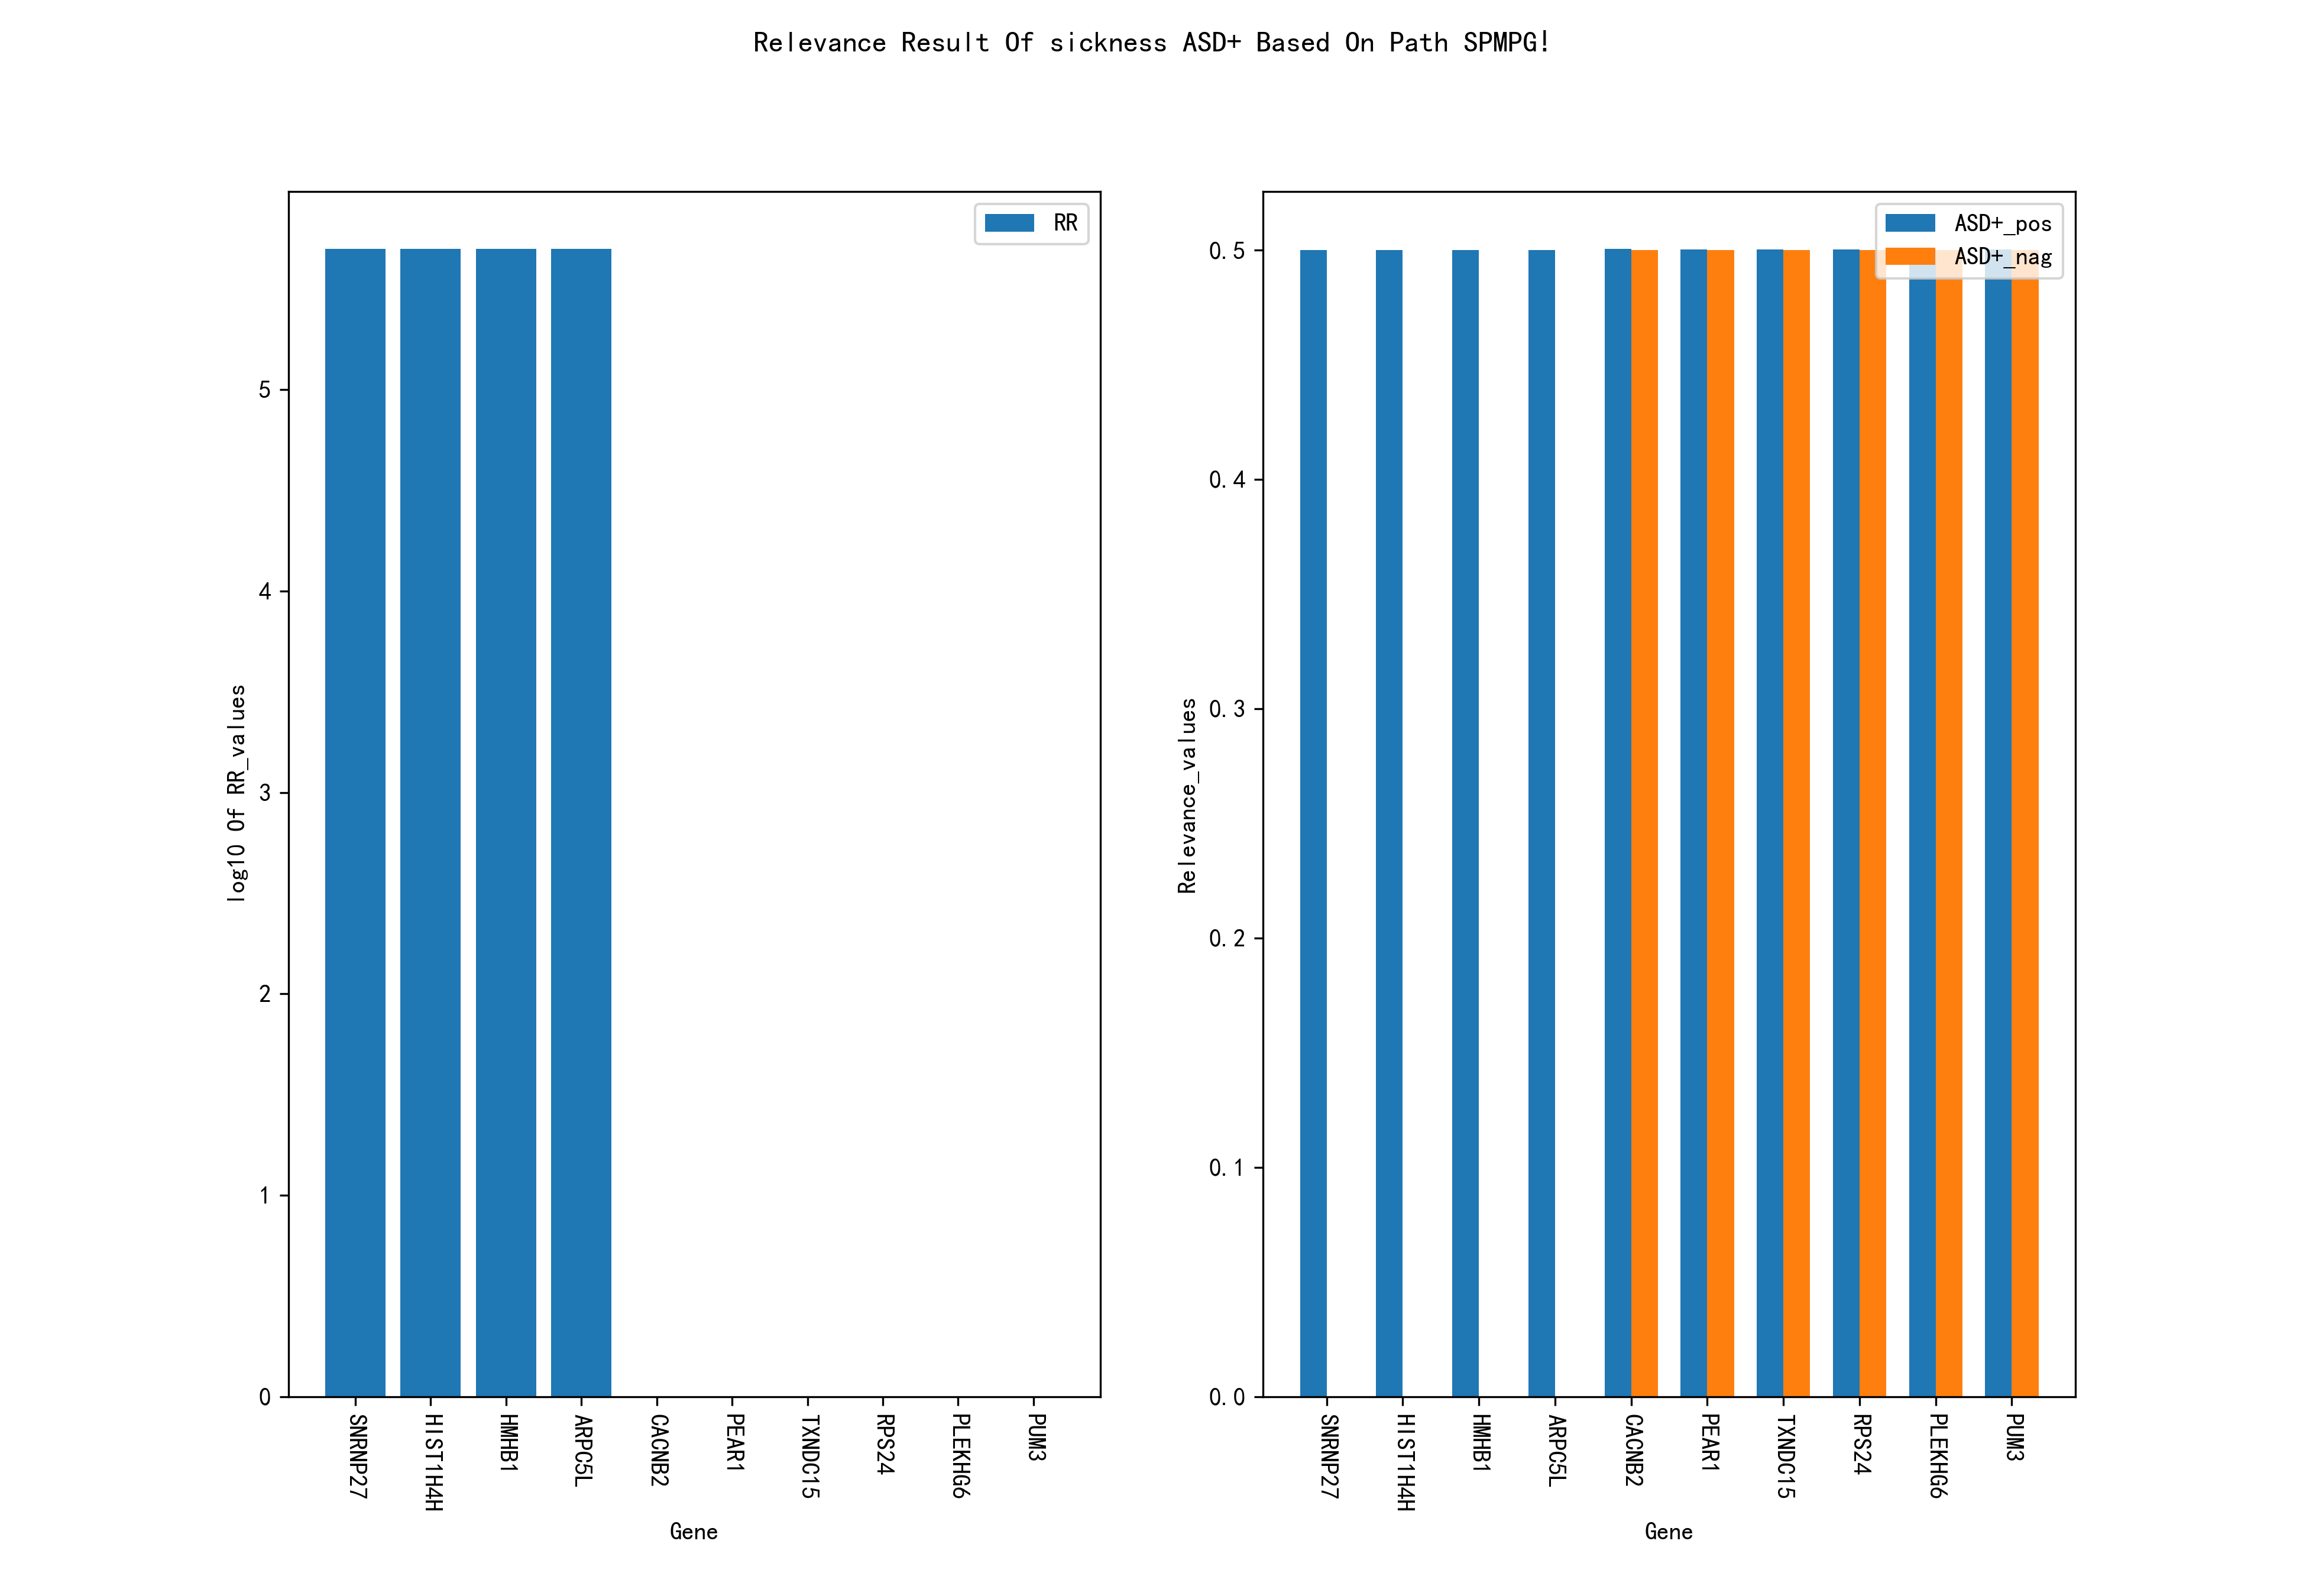 Relevance Result Of sickness ASD+ Based On Path SPMPG!
RR
5
4
3
2
1
0
log10 Of RR_values
SNRNP27
HIST1H4H
HMHB1
ARPC5L
CACNB2
PEAR1
TXNDC15
RPS24
PLEKHG6
PUM3
Gene
ASD+_pos
ASD+_nag
0.5
0.4
0.3
0.2
0.1
0.0
Relevance_values
SNRNP27
HIST1H4H
HMHB1
ARPC5L
CACNB2
PEAR1
TXNDC15
RPS24
PLEKHG6
PUM3
Gene